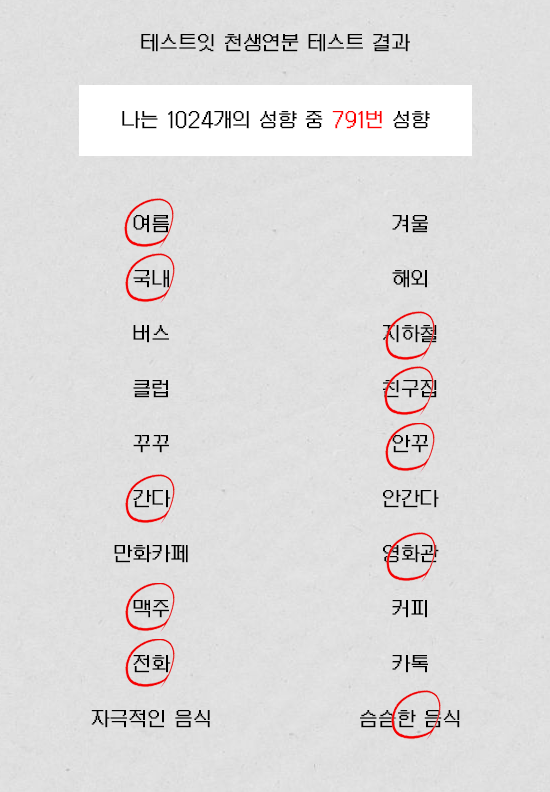 테스트잇 천생연분 테스트 결과
나는 1024개의 성향 중 791번 성향
여름 겨울
국내 해외
버스 지하철
클럽 친구집
꾸꾸 안꾸
간다 안간다
만화카페 영화관
맥주 커피
전화 카톡
자극적인 음식 슴슴한 음식